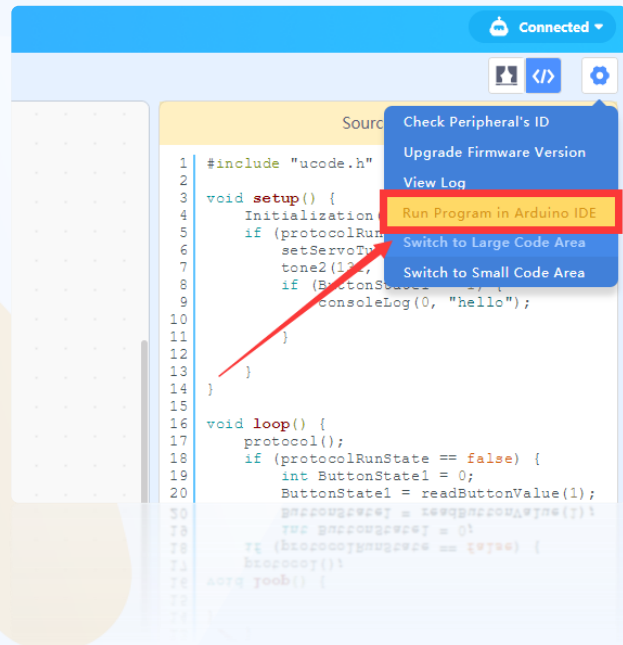 Connected
</>
Sourc
Check Peripheral's ID
Upgrade Firmware Version
View Log
Run Program in Arduino IDE
Switch to Large Code Area
Switch to Small Code Area
1 #include "ucode.h"
2
3 void setup() {
4 Initialization(
5 if (protocolRun
6 setServoTu
7 tone2(131,
8 if (ButtonState1 == 1) {
9 consoleLog(0, "hello");
10
11 }
12
13 }
14 }
15
16 void loop() {
17 protocol();
18 if (protocolRunState == false) {
19 int ButtonState1 = 0;
20 ButtonState1 = readButtonValue(1);